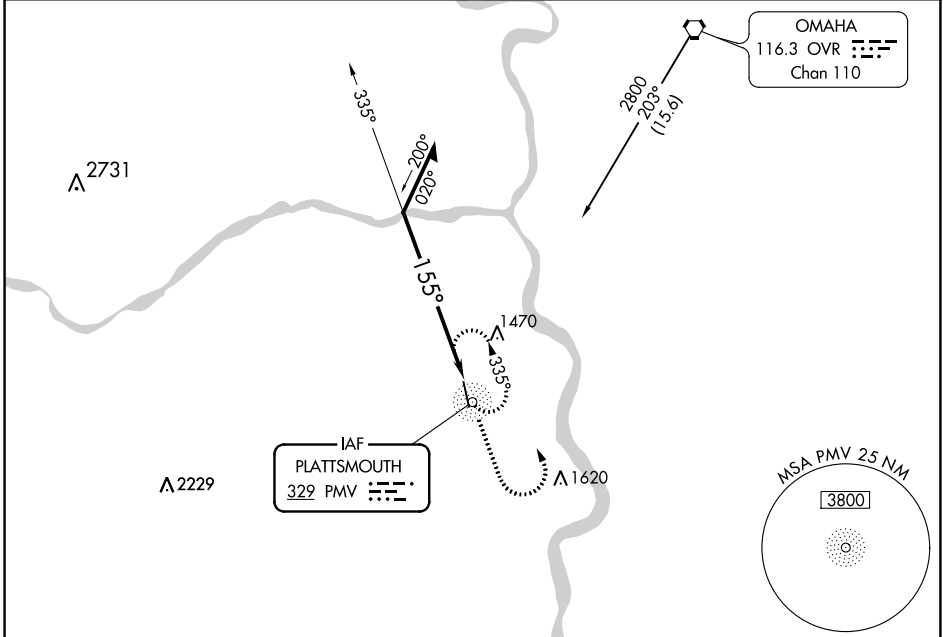 OMAHA
116.3 OVR
Chan 110
2800
203°
(15.6)
335°
200°
020°
2731
155°
1470
335°
IAF
PLATTSMOUTH
329 PMV
2229
1620
MSA PMV 25 NM
3800